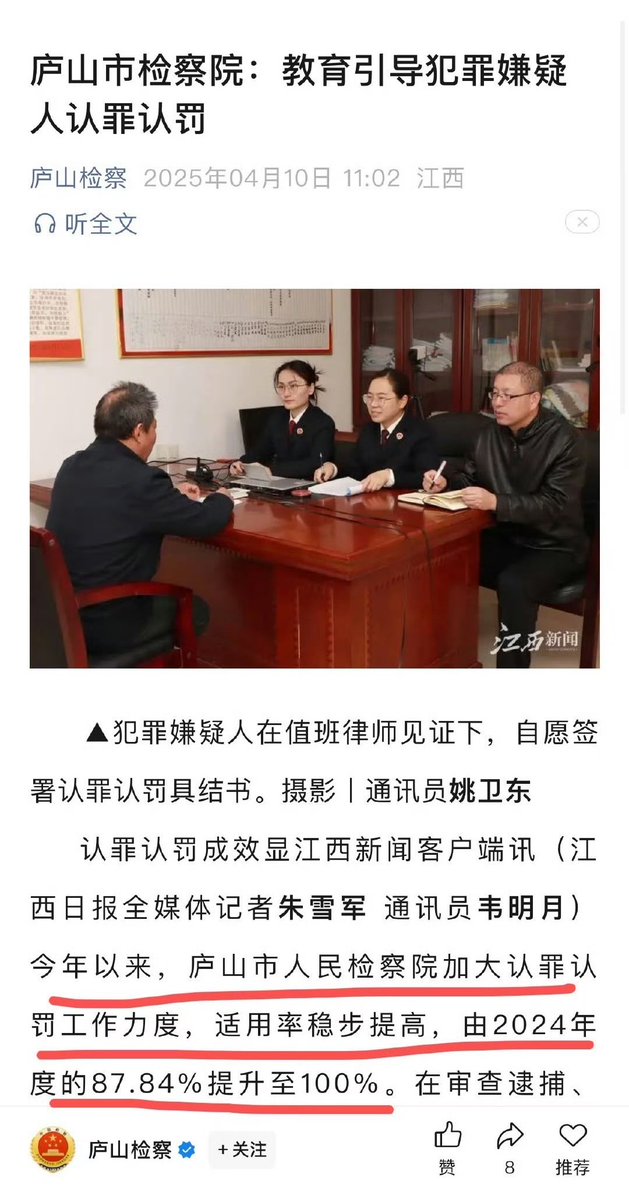 庐山市检察院：教育引导犯罪嫌疑
人认罪认罚
庐山检察 2025年04月10日 11:02 江西
听全文
江西新闻
▲犯罪嫌疑人在值班律师见证下，自愿签
署认罪认罚具结书。摄影丨通讯员姚卫东
认罪认罚成效显江西新闻客户端讯（江
西日报全媒体记者朱雪军 通讯员韦明月）
今年以来，庐山市人民检察院加大认罪认
罚工作力度，适用率稳步提高，由2024年
度的87.84%提升至100%。在审查逮捕、
庐山检察 +关注
赞 8 推荐